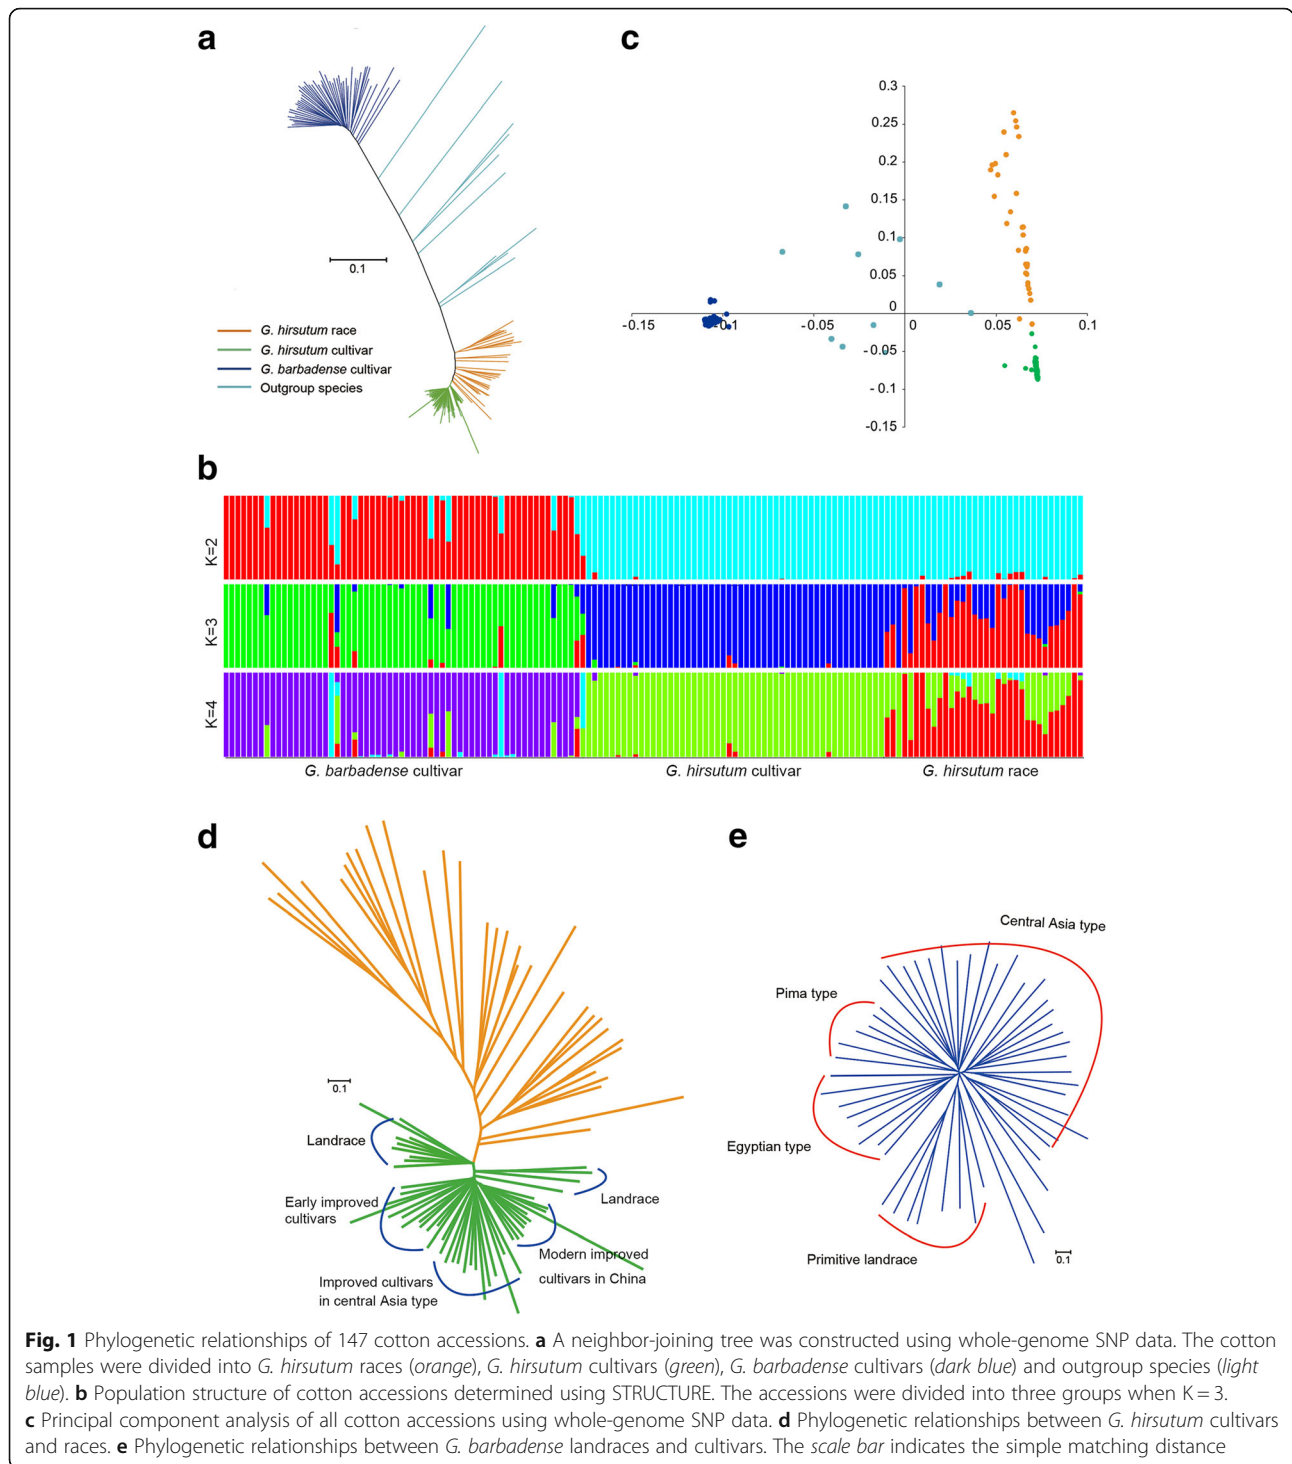 a
0.1
G. hirsutum race
G. hirsutum cultivar
G. barbadense cultivar
Outgroup species
c
0.3
0.25
0.2
0.15
0.1
0.05
0
-0.15
-0.1
-0.05
0
0.05
0.1
-0.05
-0.1
-0.15
b
K=2
K=3
K=4
G. barbadense cultivar
G. hirsutum cultivar
G. hirsutum race
d
0.1
Landrace
Early improved
cultivars
Improved cultivars
in central Asia type
Landrace
Modern improved
cultivars in China
e
Central Asia type
Pima type
Egyptian type
Primitive landrace
0.1
Fig. 1 Phylogenetic relationships of 147 cotton accessions. a A neighbor-joining tree was constructed using whole-genome SNP data. The cotton
samples were divided into G. hirsutum races (orange), G. hirsutum cultivars (green), G. barbadense cultivars (dark blue) and outgroup species (light
blue). b Population structure of cotton accessions determined using STRUCTURE. The accessions were divided into three groups when K = 3.
c Principal component analysis of all cotton accessions using whole-genome SNP data. d Phylogenetic relationships between G. hirsutum cultivars
and races. e Phylogenetic relationships between G. barbadense landraces and cultivars. The scale bar indicates the simple matching distance